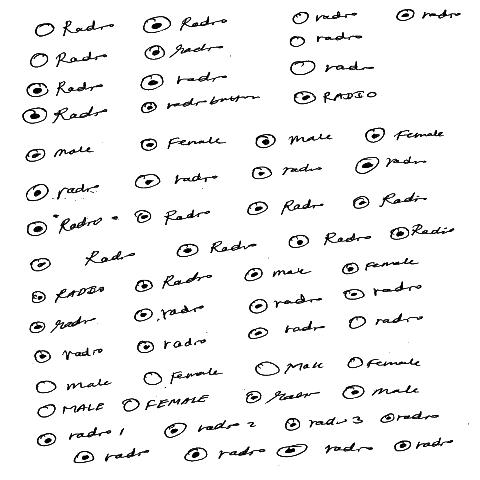 Radio Radio radio radio
Radio radio radio
Radio radio radio
Radio radio button RADIO
male Female male Female
radio radio radio radio
"Radio" Radio Radio Radio
Radio Radio Radio Radio
RADIO Radio male Female
radio radio radio radio
radio radio radio radio
male Female Male Female
MALE FEMALE radio male
radio 1 radio 2 radio 3 radio
radio radio radio radio